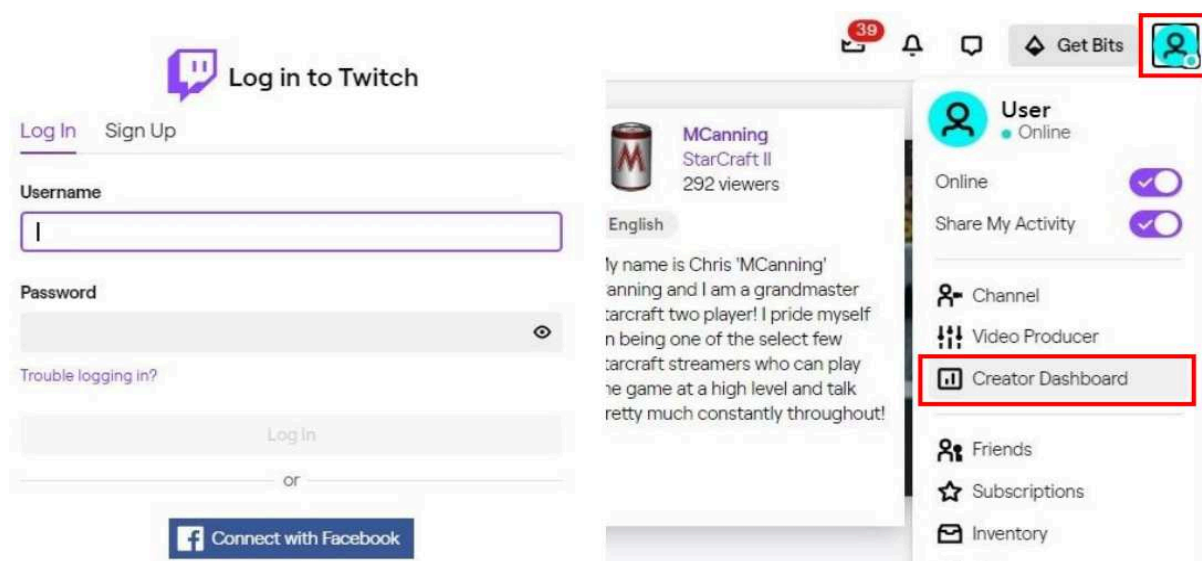 Log in to Twitch
Log In Sign Up
Username
Password
Trouble logging in?
Log In
or
Connect with Facebook
39
Get Bits
MCanning
StarCraft II
292 viewers
English
y name is Chris 'MCanning'
anning and I am a grandmaster
tarcraft two player! I pride myself
n being one of the select few
tarcraft streamers who can play
e game at a high level and talk
retty much constantly throughout!
User
Online
Online
Share My Activity
Channel
Video Producer
Creator Dashboard
Friends
Subscriptions
Inventory